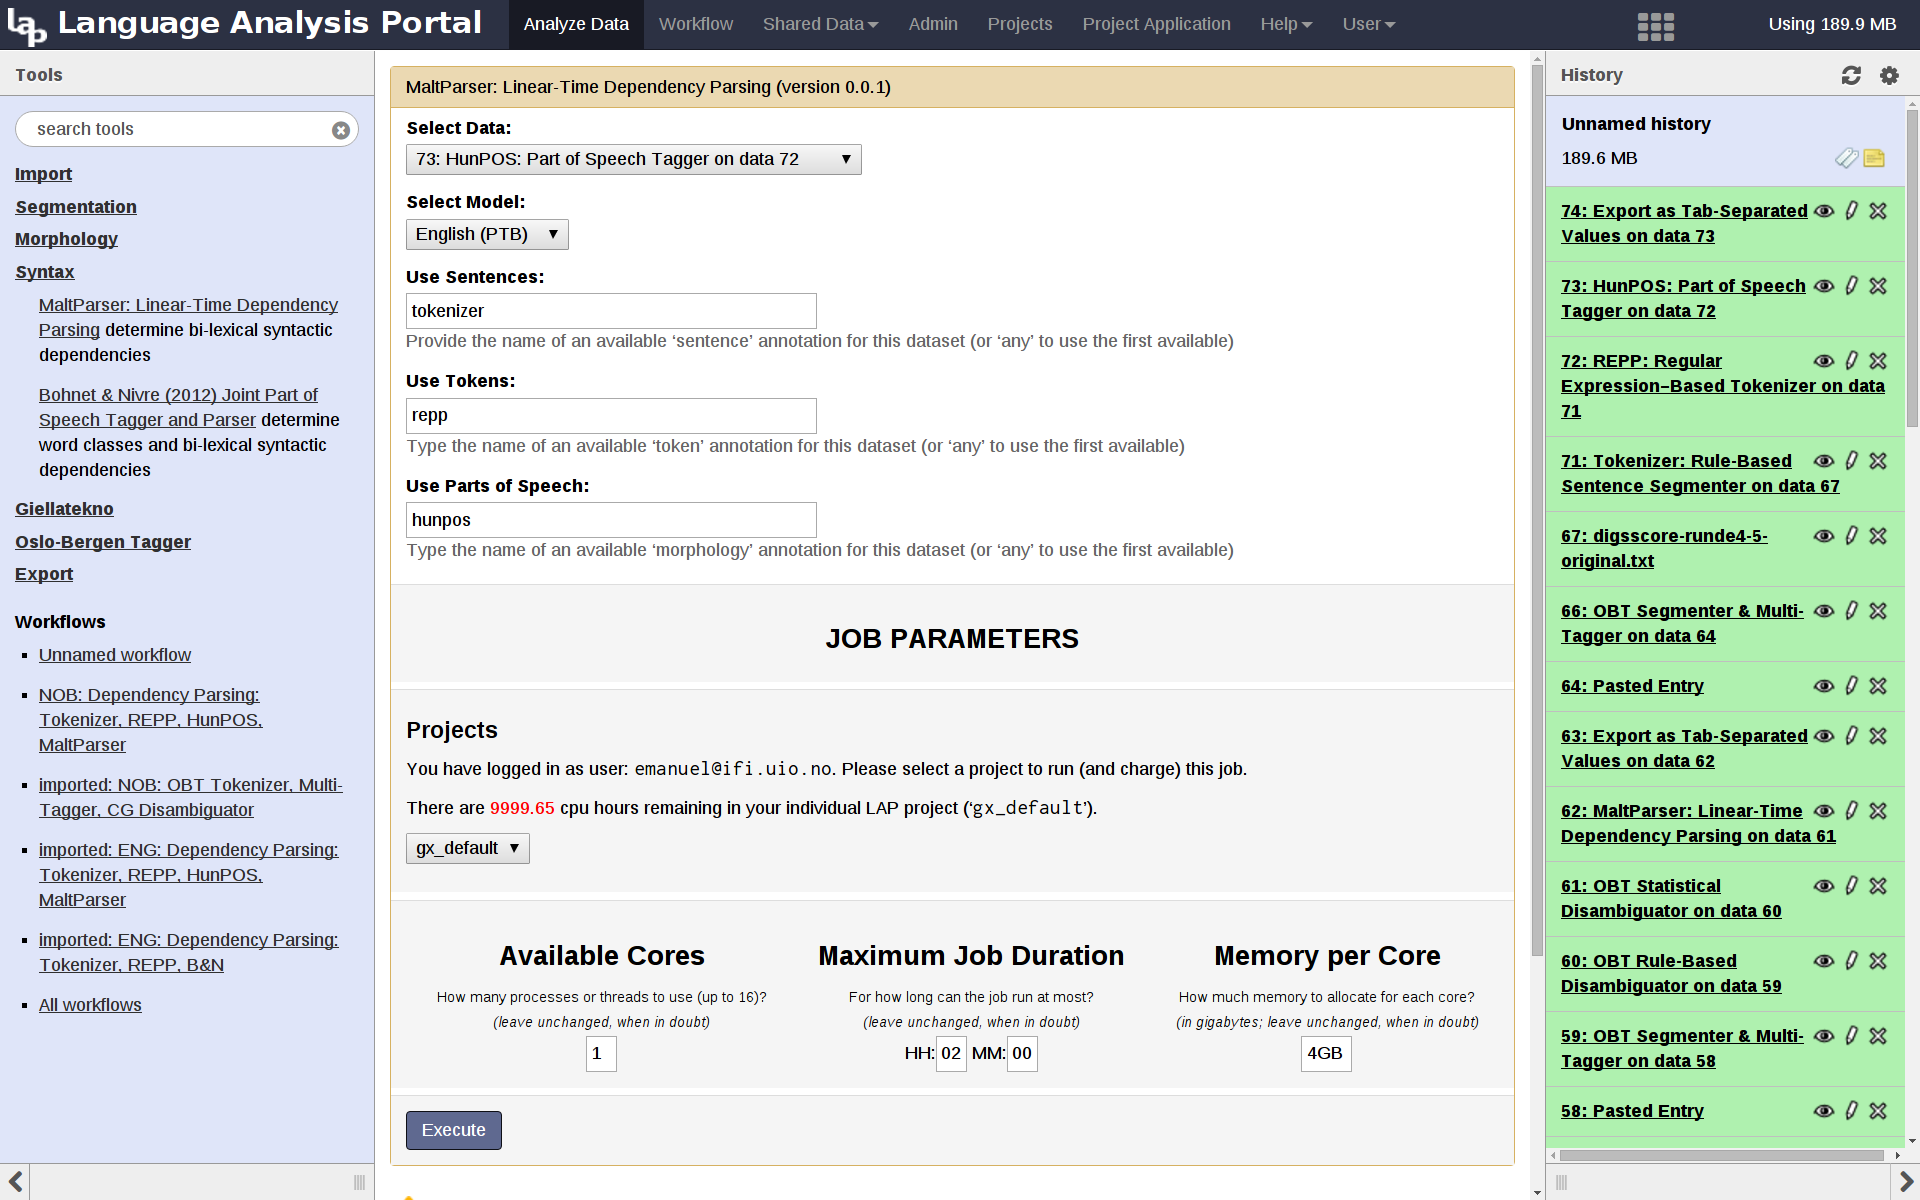 lap Language Analysis Portal
Analyze Data Workflow Shared Data Admin Projects Project Application Help User
Using 189.9 MB
Tools
search tools
Import
Segmentation
Morphology
Syntax
MaltParser: Linear-Time Dependency
Parsing determine bi-lexical syntactic
dependencies
Bohnet & Nivre (2012) Joint Part of
Speech Tagger and Parser determine
word classes and bi-lexical syntactic
dependencies
Giellatekno
Oslo-Bergen Tagger
Export
Workflows
Unnamed workflow
NOB: Dependency Parsing:
Tokenizer, REPP, HunPOS,
MaltParser
imported: NOB: OBT Tokenizer, Multi-
Tagger, CG Disambiguator
imported: ENG: Dependency Parsing:
Tokenizer, REPP, HunPOS,
MaltParser
imported: ENG: Dependency Parsing:
Tokenizer, REPP, B&N
All workflows
MaltParser: Linear-Time Dependency Parsing (version 0.0.1)
Select Data:
73: HunPOS: Part of Speech Tagger on data 72
Select Model:
English (PTB)
Use Sentences:
tokenizer
Provide the name of an available ‘sentence’ annotation for this dataset (or ‘any’ to use the first available)
Use Tokens:
repp
Type the name of an available ‘token’ annotation for this dataset (or ‘any’ to use the first available)
Use Parts of Speech:
hunpos
Type the name of an available ‘morphology’ annotation for this dataset (or ‘any’ to use the first available)
JOB PARAMETERS
Projects
You have logged in as user: emanuel@ifi.uio.no. Please select a project to run (and charge) this job.
There are 9999.65 cpu hours remaining in your individual LAP project (‘gx_default’).
gx_default
Available Cores
How many processes or threads to use (up to 16)?
(leave unchanged, when in doubt)
1
Maximum Job Duration
For how long can the job run at most?
(leave unchanged, when in doubt)
HH: 02 MM: 00
Memory per Core
How much memory to allocate for each core?
(in gigabytes; leave unchanged, when in doubt)
4GB
Execute
History
Unnamed history
189.6 MB
74: Export as Tab-Separated
Values on data 73
73: HunPOS: Part of Speech
Tagger on data 72
72: REPP: Regular
Expression–Based Tokenizer on data
71
71: Tokenizer: Rule-Based
Sentence Segmenter on data 67
67: digsscore-runde4-5-
original.txt
66: OBT Segmenter & Multi-
Tagger on data 64
64: Pasted Entry
63: Export as Tab-Separated
Values on data 62
62: MaltParser: Linear-Time
Dependency Parsing on data 61
61: OBT Statistical
Disambiguator on data 60
60: OBT Rule-Based
Disambiguator on data 59
59: OBT Segmenter & Multi-
Tagger on data 58
58: Pasted Entry